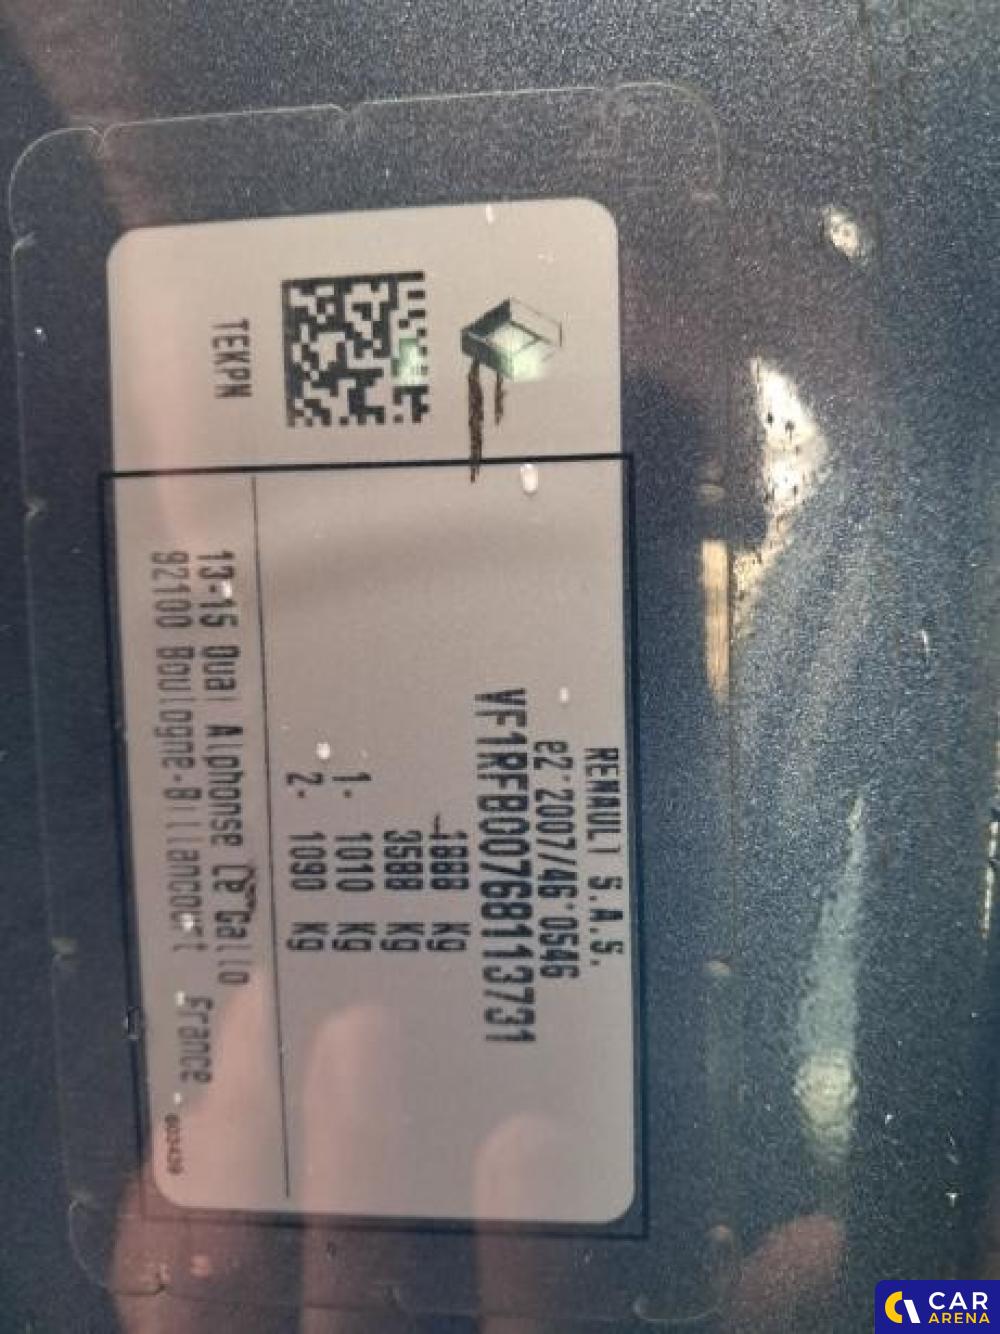 RENAULT S.A.S.
e2*2007/46*0546
VF1RFB00768113731
1888 kg
3588 kg
1- 1010 kg
2- 1090 kg
13-15 Quai Alphonse Le Gallo
92100 Boulogne-Billancourt France
603439
TEKPN
CAR
ARENA